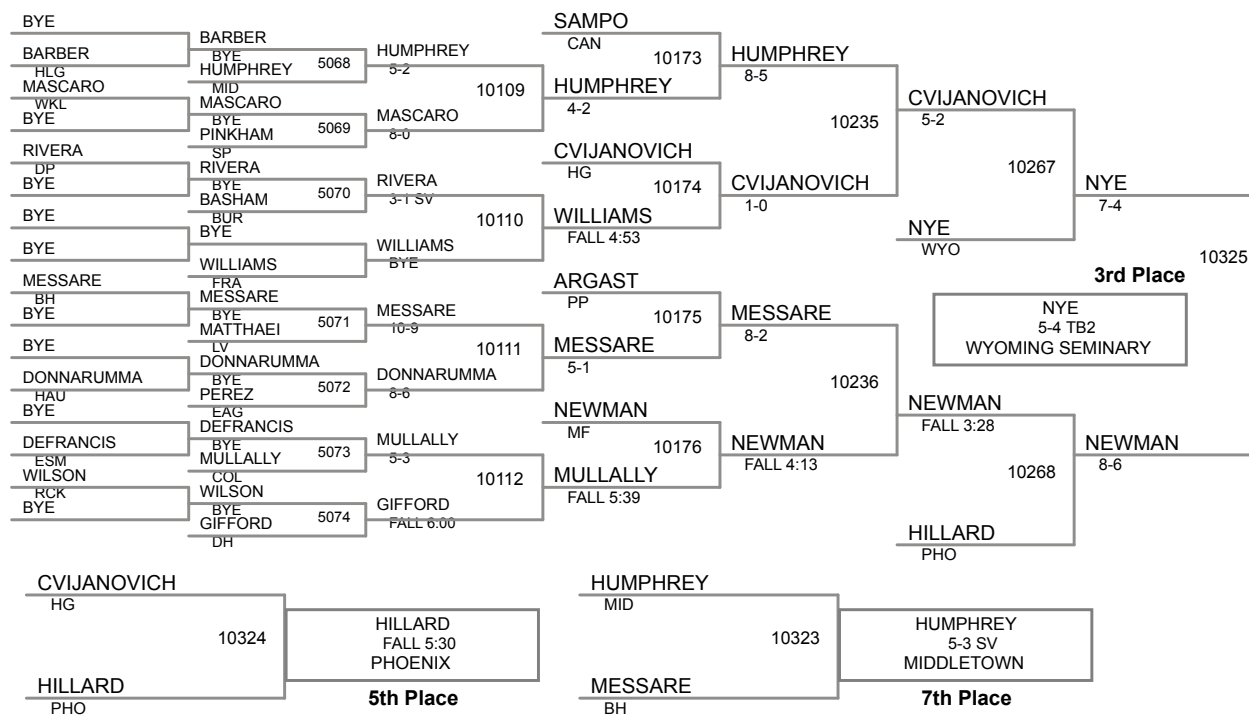 BYE
BARBER
HLG
MASCARO
WKL
BYE
RIVERA
DP
BYE
BYE
BYE
MESSARE
BH
BYE
BYE
DONNARUMMA
HAU
BYE
DEFRANCIS
ESM
WILSON
RCK
BYE
BARBER
BYE
5068
HUMPHREY
MID
MASCARO
BYE
5069
PINKHAM
SP
RIVERA
BYE
5070
BASHAM
BUR
BYE
WILLIAMS
FRA
MESSARE
BYE
5071
MATTHAEI
LV
DONNARUMMA
BYE
5072
PEREZ
EAG
DEFRANCIS
BYE
5073
MULLALLY
COL
WILSON
BYE
5074
GIFFORD
DH
HUMPHREY
5-2
10109
MASCARO
8-0
RIVERA
3-1 SV
10110
WILLIAMS
BYE
MESSARE
10-9
10111
DONNARUMMA
8-6
MULLALLY
5-3
10112
GIFFORD
FALL 6:00
SAMPO
CAN
10173
HUMPHREY
4-2
CVIJANOVICH
HG
10174
WILLIAMS
FALL 4:53
ARGAST
PP
10175
MESSARE
5-1
NEWMAN
MF
10176
MULLALLY
FALL 5:39
HUMPHREY
8-5
10235
CVIJANOVICH
1-0
MESSARE
8-2
10236
NEWMAN
FALL 4:13
CVIJANOVICH
5-2
10267
NYE
WYO
NEWMAN
FALL 3:28
10268
HILLARD
PHO
NYE
7-4
10325
NEWMAN
8-6
3rd Place
NYE
5-4 TB2
WYOMING SEMINARY
CVIJANOVICH
HG
10324
HILLARD
PHO
HILLARD
FALL 5:30
PHOENIX
5th Place
HUMPHREY
MID
10323
MESSARE
BH
HUMPHREY
5-3 SV
MIDDLETOWN
7th Place